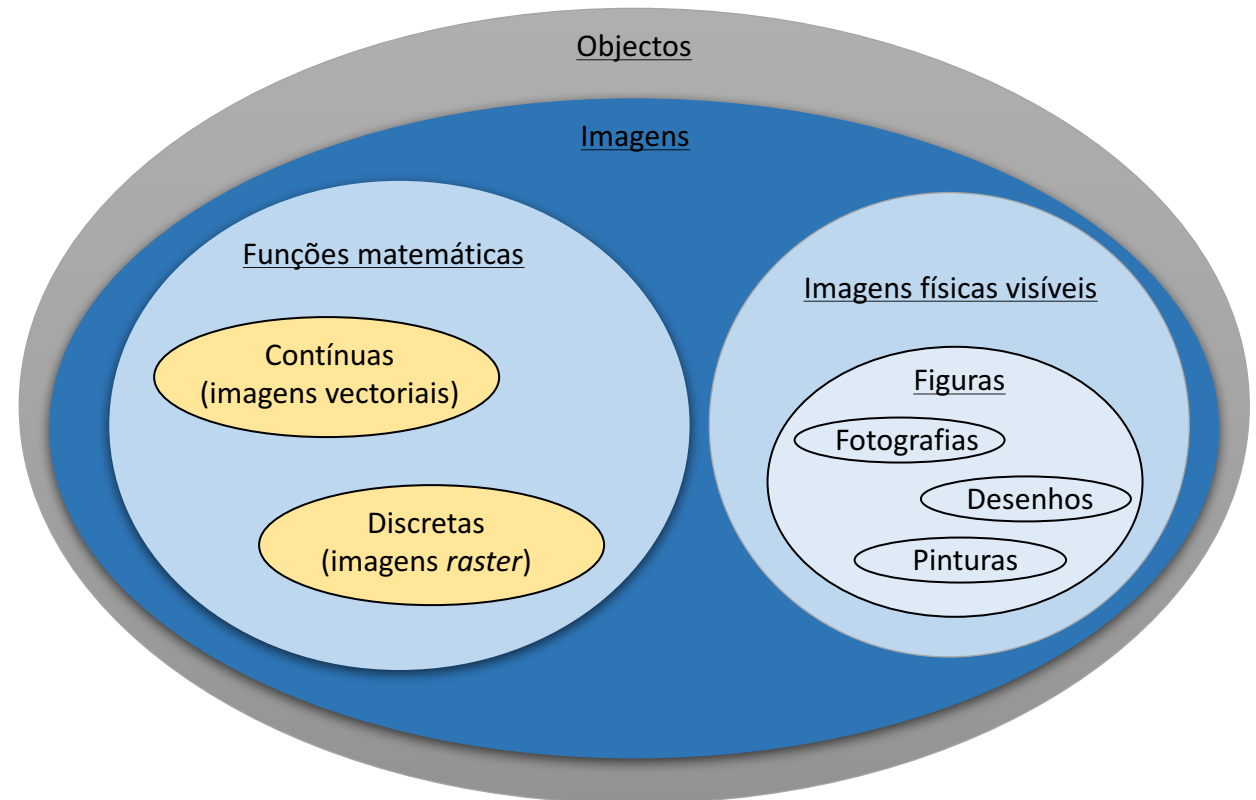 Objectos
Imagens
Funções matemáticas
Contínuas
(imagens vectoriais)
Discretas
(imagens raster)
Imagens físicas visíveis
Figuras
Fotografias
Desenhos
Pinturas